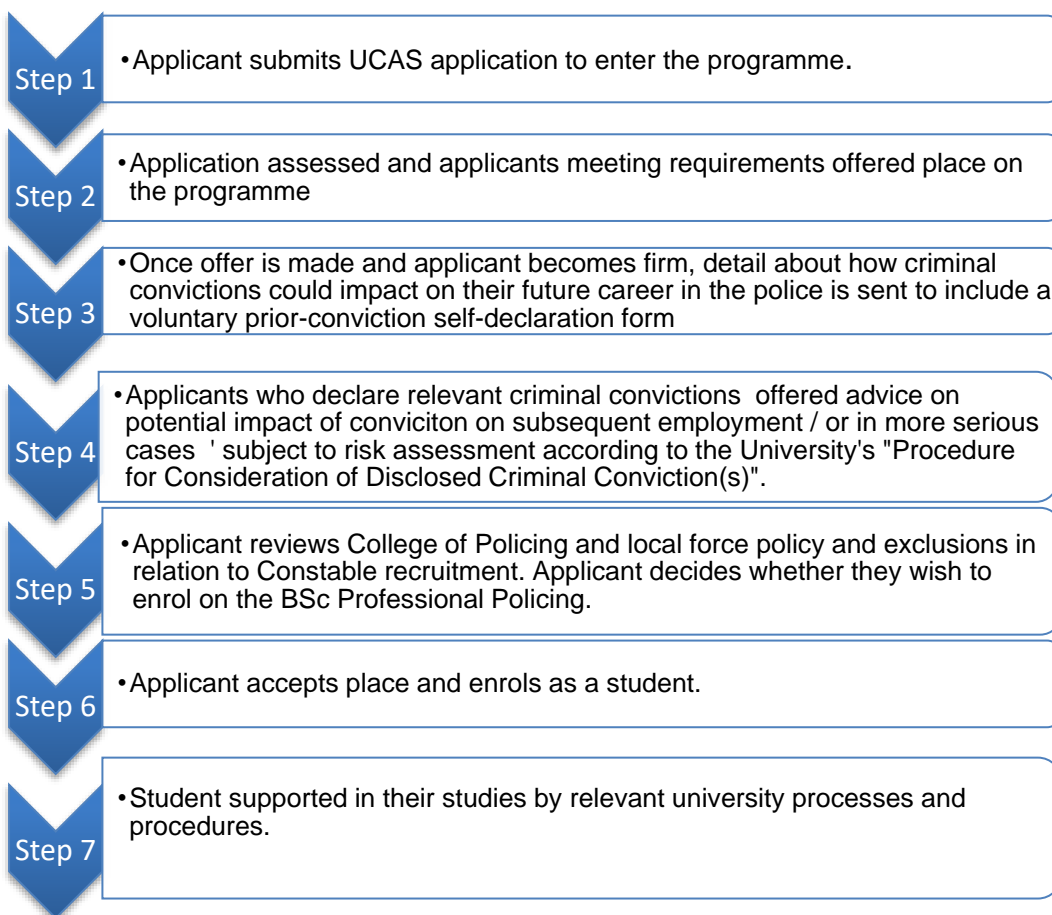 Step 1
•Applicant submits UCAS application to enter the programme.
Step 2
•Application assessed and applicants meeting requirements offered place on
the programme
Step 3
•Once offer is made and applicant becomes firm, detail about how criminal
convictions could impact on their future career in the police is sent to include a
voluntary prior-conviction self-declaration form
Step 4
•Applicants who declare relevant criminal convictions  offered advice on
potential impact of conviciton on subsequent employment / or in more serious
cases  ' subject to risk assessment according to the University's "Procedure
for Consideration of Disclosed Criminal Conviction(s)".
Step 5
•Applicant reviews College of Policing and local force policy and exclusions in
relation to Constable recruitment. Applicant decides whether they wish to
enrol on the BSc Professional Policing.
Step 6
•Applicant accepts place and enrols as a student.
Step 7
•Student supported in their studies by relevant university processes and
procedures.